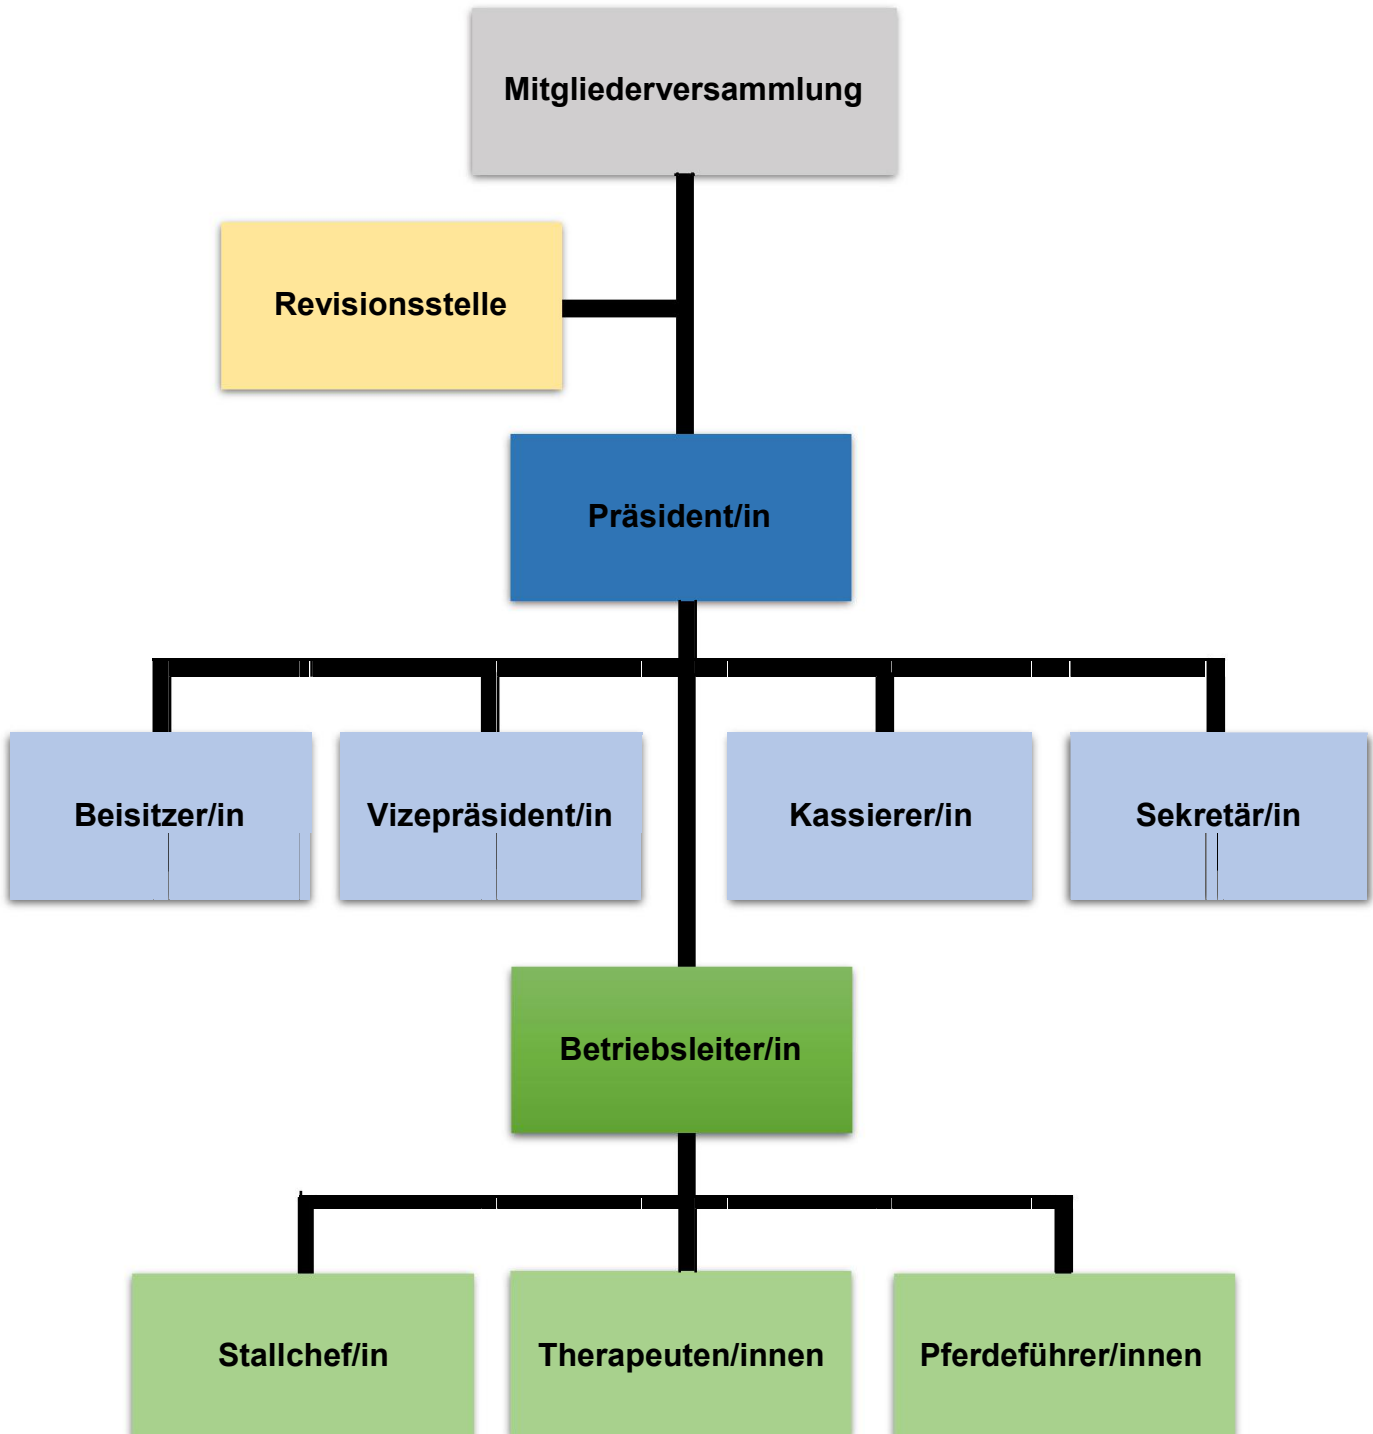 Mitgliederversammlung
Revisionsstelle
Präsident/in
Beisitzer/in
Vizepräsident/in
Kassierer/in
Sekretär/in
Betriebsleiter/in
Stallchef/in
Therapeuten/innen
Pferdeführer/innen